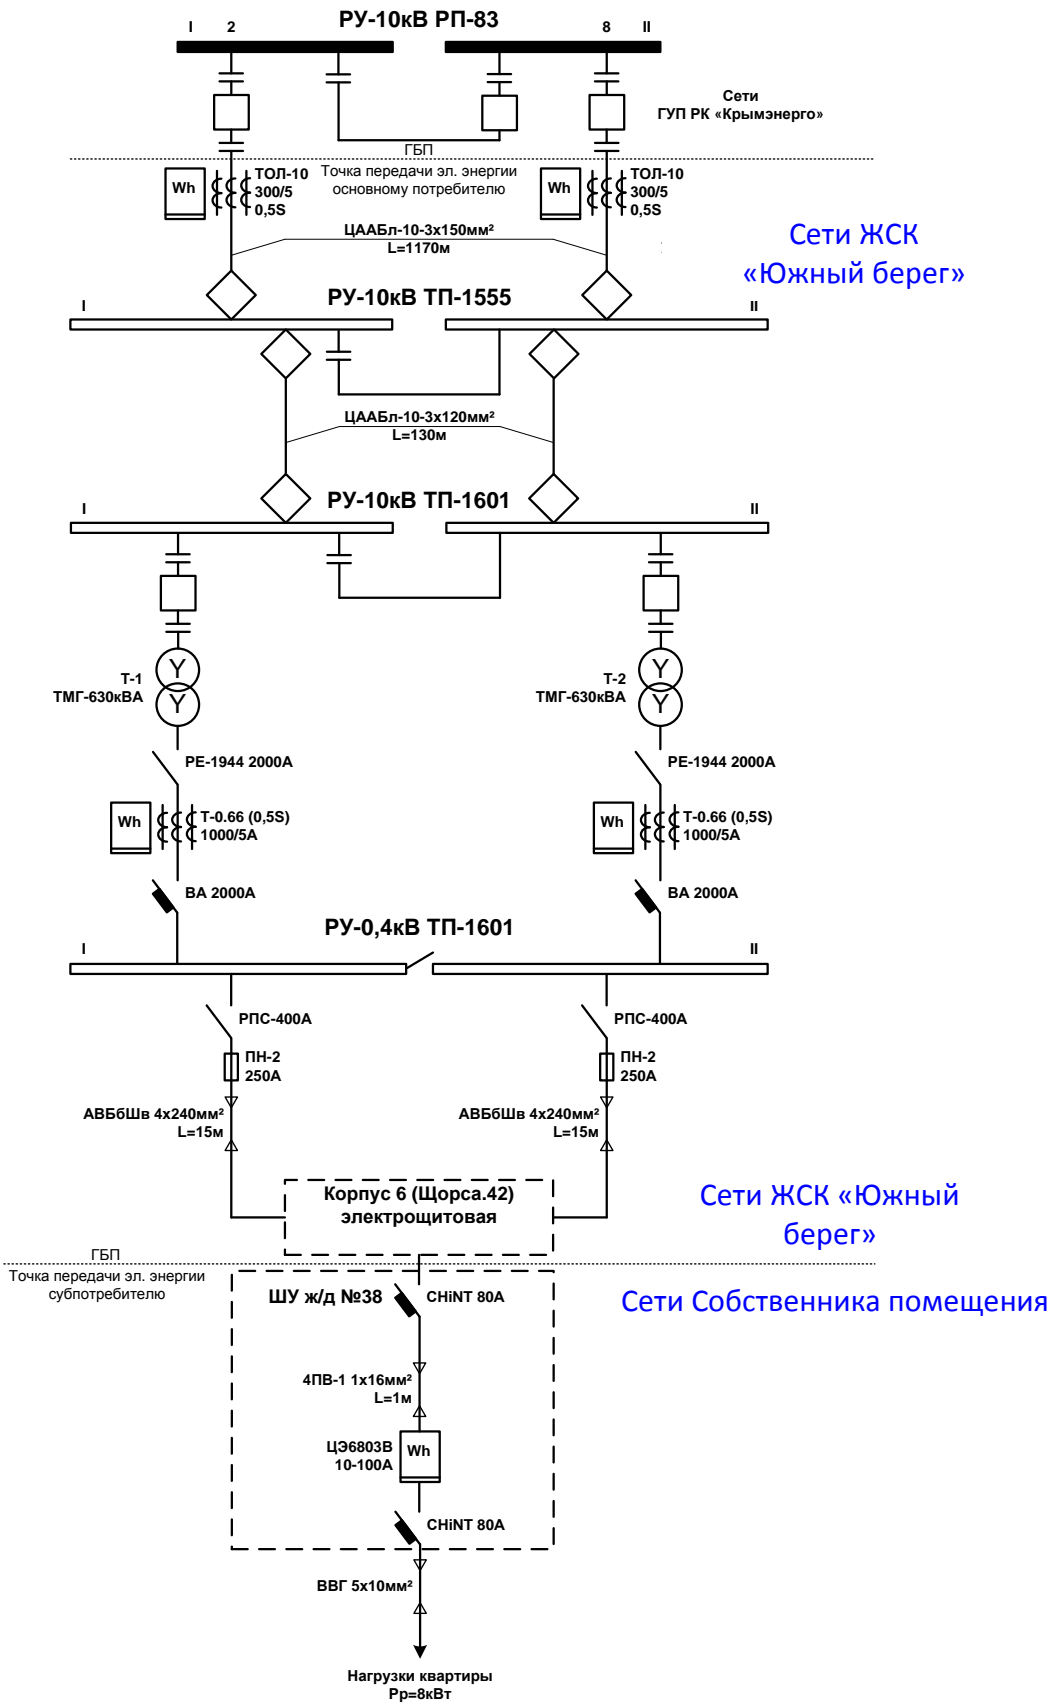 РУ-10кВ РП-83
I 2 8 II
Сети
ГУП РК «Крымэнерго»
ГБП
Точка передачи эл. энергии
основному потребителю
Wh
ТОЛ-10
300/5
0,5S
Wh
ТОЛ-10
300/5
0,5S
Сети ЖСК
«Южный берег»
ЦААБл-10-3х150мм²
L=1170м
РУ-10кВ ТП-1555
I II
ЦААБл-10-3х120мм²
L=130м
РУ-10кВ ТП-1601
I II
Y
Y
Т-1
ТМГ-630кВА
Y
Y
Т-2
ТМГ-630кВА
РЕ-1944 2000А
РЕ-1944 2000А
Wh
Т-0.66 (0,5S)
1000/5А
Wh
Т-0.66 (0,5S)
1000/5А
ВА 2000А
ВА 2000А
РУ-0,4кВ ТП-1601
I II
РПС-400А
РПС-400А
ПН-2
250А
ПН-2
250А
АВБбШв 4х240мм²
L=15м
АВБбШв 4х240мм²
L=15м
Корпус 6 (Щорса.42)
электрощитовая
Сети ЖСК «Южный
берег»
ГБП
Точка передачи эл. энергии
субпотребителю
Сети Собственника помещения
ШУ ж/д №38
CHiNT 80А
4ПВ-1 1х16мм²
L=1м
ЦЭ6803В
10-100А
Wh
CHiNT 80А
ВВГ 5х10мм²
Нагрузки квартиры
Рр=8кВт